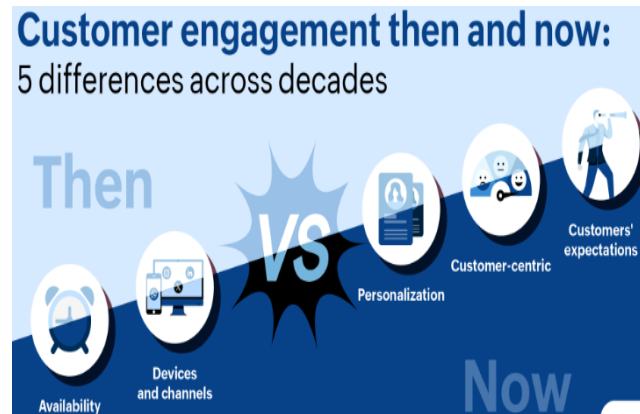 Customer engagement then and now:
5 differences across decades
Then
VS
Customers'
expectations
Customer-centric
Personalization
Devices
and channels
Availability
Now